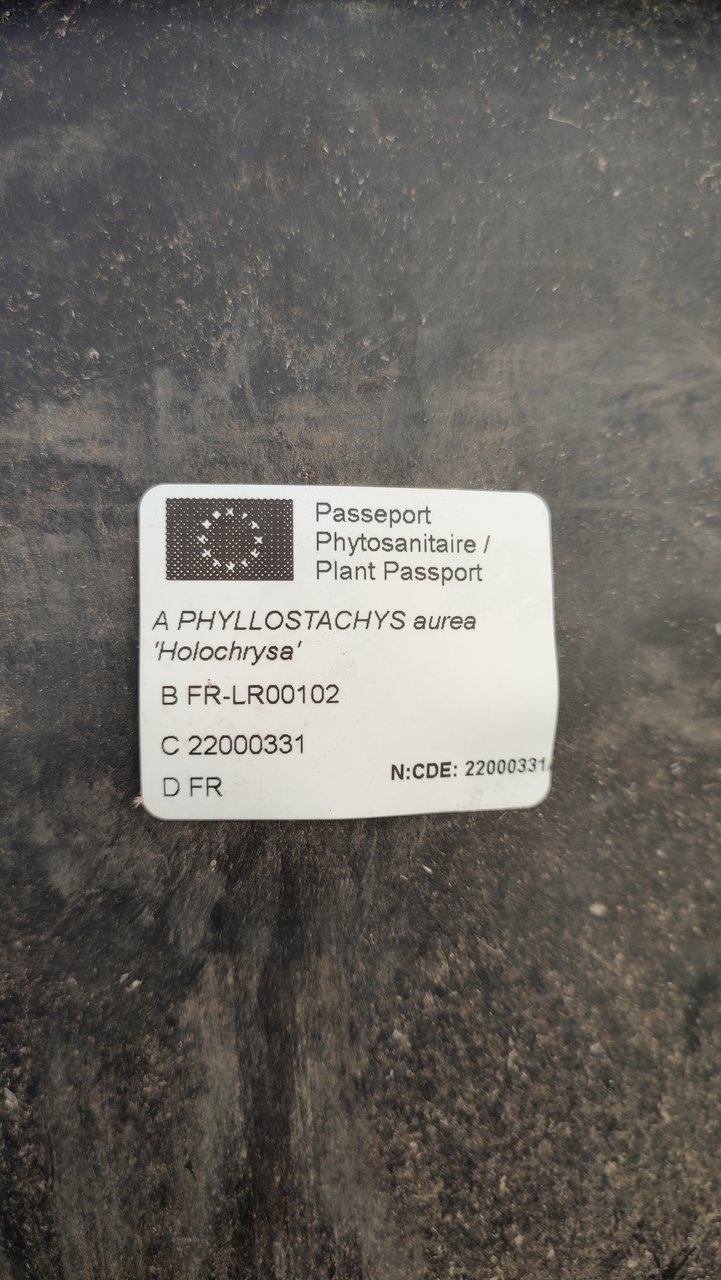 Passeport
Phytosanitaire /
Plant Passport
A PHYLLOSTACHYS aurea
'Holochrysa'
B FR-LR00102
C 22000331
N:CDE: 22000331
D FR